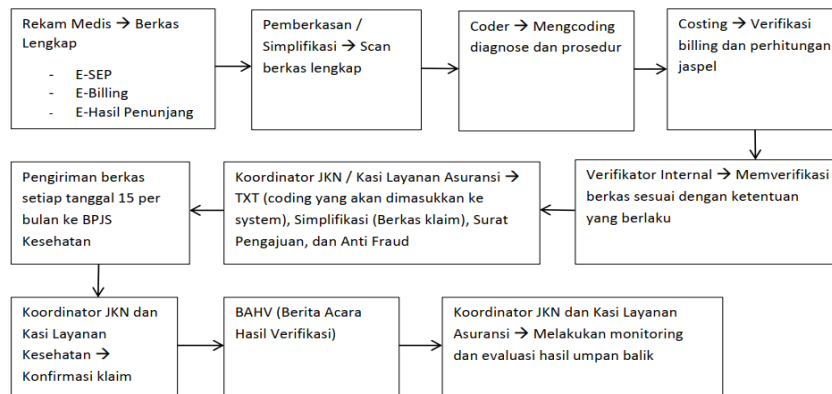 Rekam Medis → Berkas
Lengkap
- E-SEP
- E-Billing
- E-Hasil Penunjang
Pemberkasan /
Simplifikasi → Scan
berkas lengkap
Coder → Mengcoding
diagnose dan prosedur
Costing → Verifikasi
billing dan perhitungan
jaspel
Verifikator Internal → Memverifikasi
berkas sesuai dengan ketentuan
yang berlaku
Koordinator JKN / Kasi Layanan Asuransi →
TXT (coding yang akan dimasukkan ke
system), Simplifikasi (Berkas klaim), Surat
Pengajuan, dan Anti Fraud
Pengiriman berkas
setiap tanggal 15 per
bulan ke BPJS
Kesehatan
Koordinator JKN dan
Kasi Layanan
Kesehatan →
Konfirmasi klaim
BAHV (Berita Acara
Hasil Verifikasi)
Koordinator JKN dan Kasi Layanan
Asuransi → Melakukan monitoring
dan evaluasi hasil umpan balik